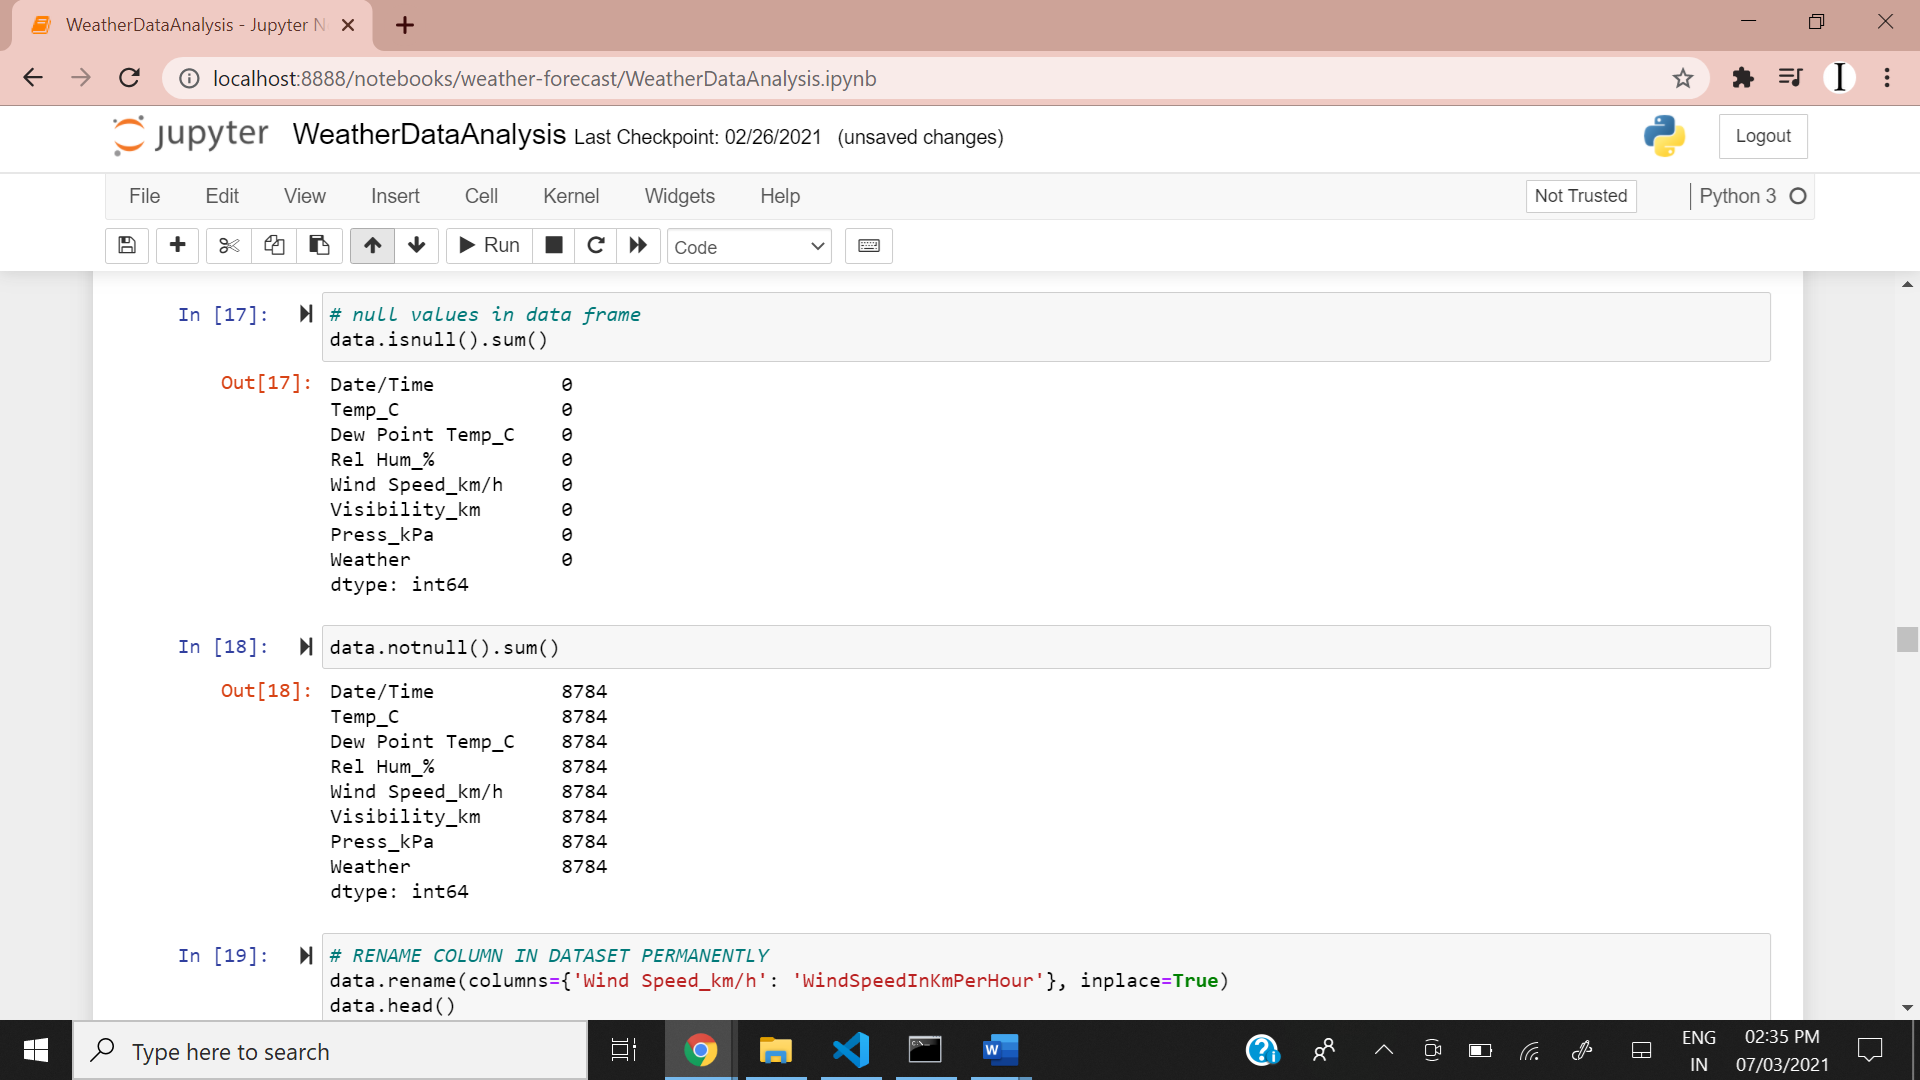 WeatherDataAnalysis - Jupyter N
localhost:8888/notebooks/weather-forecast/WeatherDataAnalysis.ipynb
I
jupyter WeatherDataAnalysis Last Checkpoint: 02/26/2021 (unsaved changes)
Logout
File Edit View Insert Cell Kernel Widgets Help
Not Trusted
Python 3
Run
Code
In [17]:
# null values in data frame
data.isnull().sum()
Out[17]:
Date/Time 0
Temp_C 0
Dew Point Temp_C 0
Rel Hum_% 0
Wind Speed_km/h 0
Visibility_km 0
Press_kPa 0
Weather 0
dtype: int64
In [18]:
data.notnull().sum()
Out[18]:
Date/Time 8784
Temp_C 8784
Dew Point Temp_C 8784
Rel Hum_% 8784
Wind Speed_km/h 8784
Visibility_km 8784
Press_kPa 8784
Weather 8784
dtype: int64
In [19]:
# RENAME COLUMN IN DATASET PERMANENTLY
data.rename(columns={'Wind Speed_km/h': 'WindSpeedInKmPerHour'}, inplace=True)
data.head()
Type here to search
ENG
IN
02:35 PM
07/03/2021